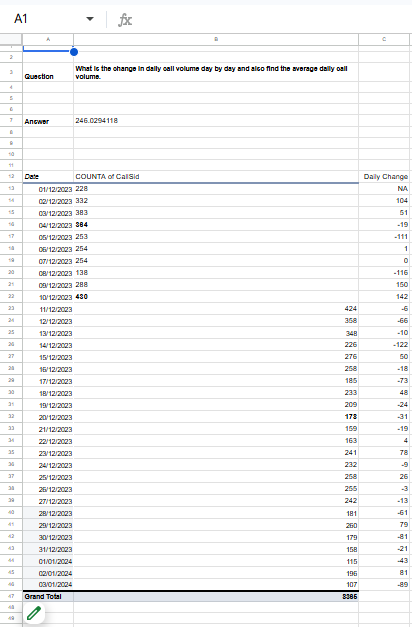 A1
fx
A B C
1
2
3 Question What is the change in daily call volume day by day and also find the average daily call volume.
4
5
6
7 Answer 246.0294118
8
9
10
11
12 Date COUNTA of CallSid Daily Change
13 01/12/2023 228 NA
14 02/12/2023 332 104
15 03/12/2023 383 51
16 04/12/2023 364 -19
17 05/12/2023 253 -111
18 06/12/2023 254 1
19 07/12/2023 254 0
20 08/12/2023 138 -116
21 09/12/2023 288 150
22 10/12/2023 430 142
23 11/12/2023 424 -6
24 12/12/2023 358 -66
25 13/12/2023 348 -10
26 14/12/2023 226 -122
27 15/12/2023 276 50
28 16/12/2023 258 -18
29 17/12/2023 185 -73
30 18/12/2023 233 48
31 19/12/2023 209 -24
32 20/12/2023 178 -31
33 21/12/2023 159 -19
34 22/12/2023 163 4
35 23/12/2023 241 78
36 24/12/2023 232 -9
37 25/12/2023 258 26
38 26/12/2023 255 -3
39 27/12/2023 242 -13
40 28/12/2023 181 -61
41 29/12/2023 260 79
42 30/12/2023 179 -81
43 31/12/2023 158 -21
44 01/01/2024 115 -43
45 02/01/2024 196 81
46 03/01/2024 107 -89
47 Grand Total 8365
48
49